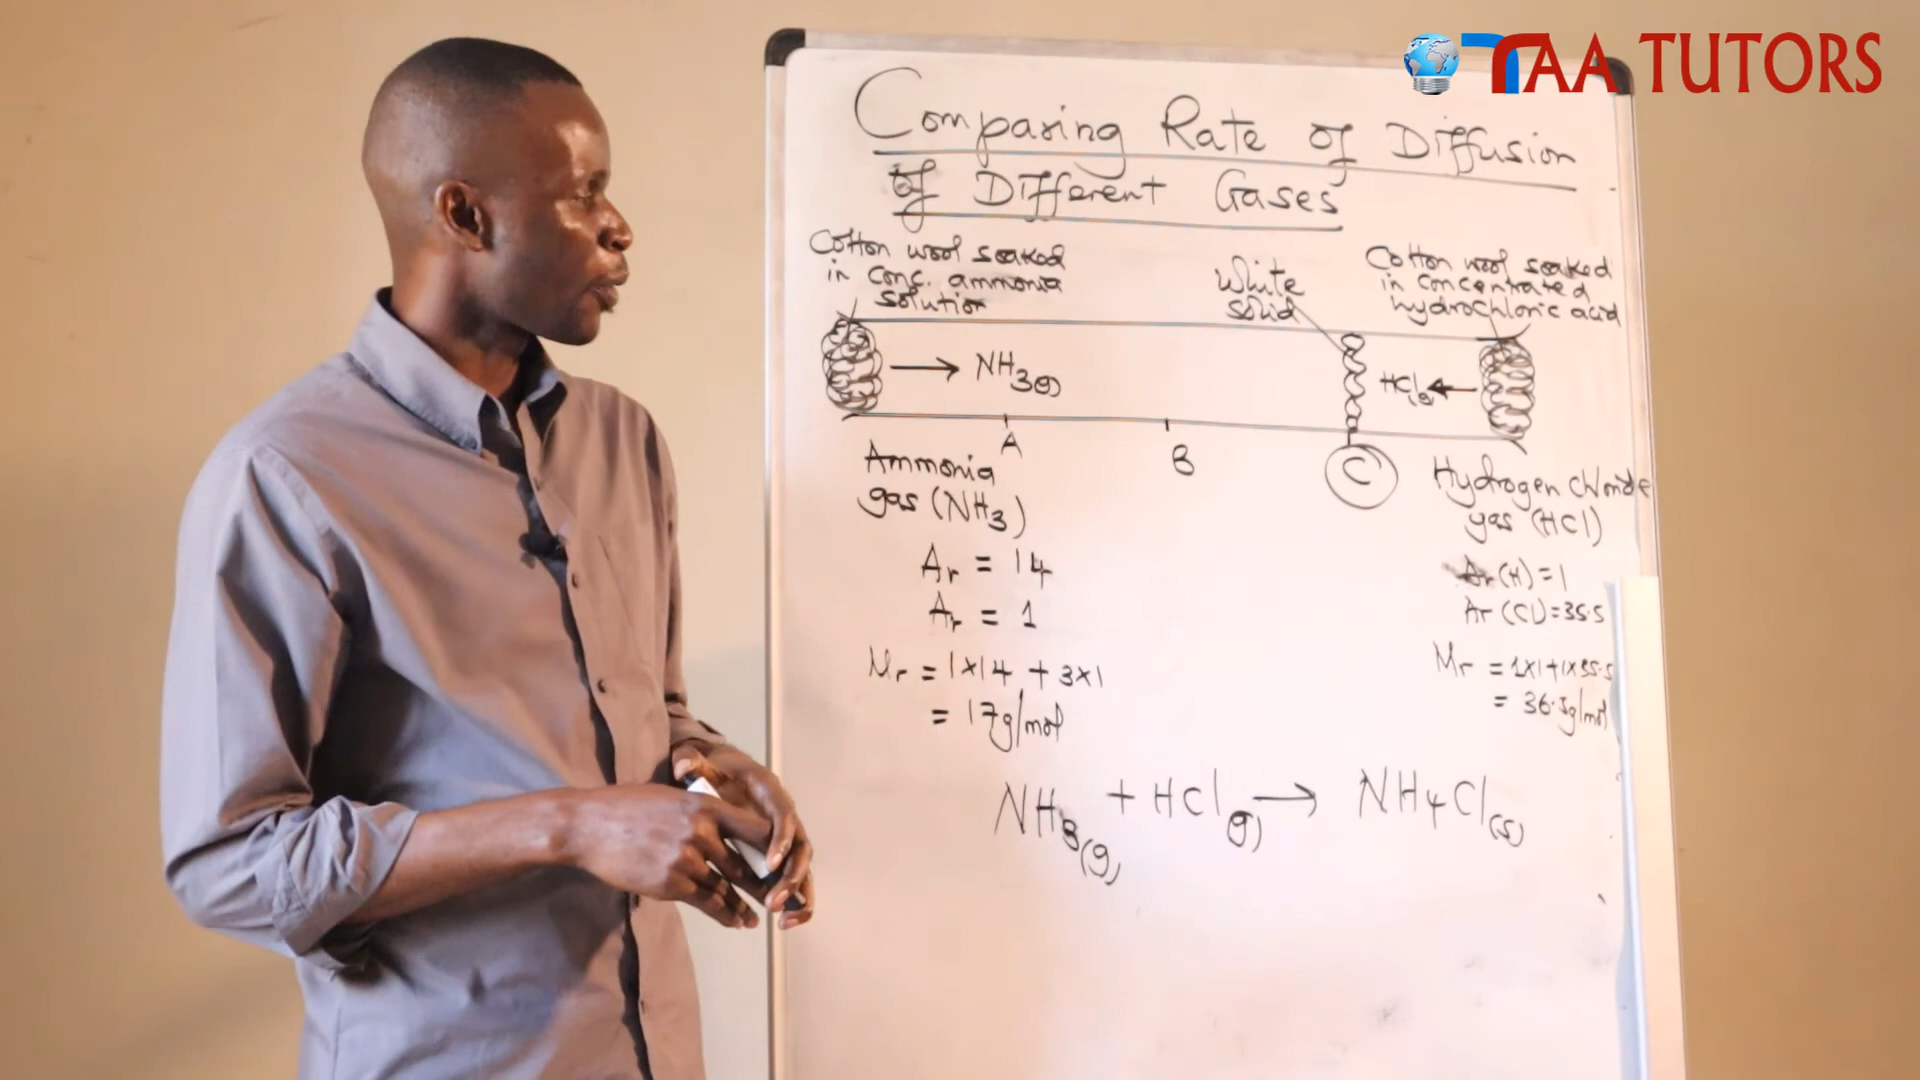 TAA TUTORS
Comparing Rate of Diffusion
of Different Gases
Cotton wool soaked
in conc. ammonia
solution
White
solid
Cotton wool soaked
in concentrated
hydrochloric acid
NH3(g)
HCl(g)
A
B
C
Ammonia
gas (NH3)
Ar = 14
Ar = 1
Mr = 1x14 + 3x1
= 17g/mol
Hydrogen chloride
gas (HCl)
Ar (H) = 1
Ar (Cl) = 35.5
Mr = 1x1+1x35.5
= 36.5g/mol
NH3(g) + HCl(g) → NH4Cl(s)